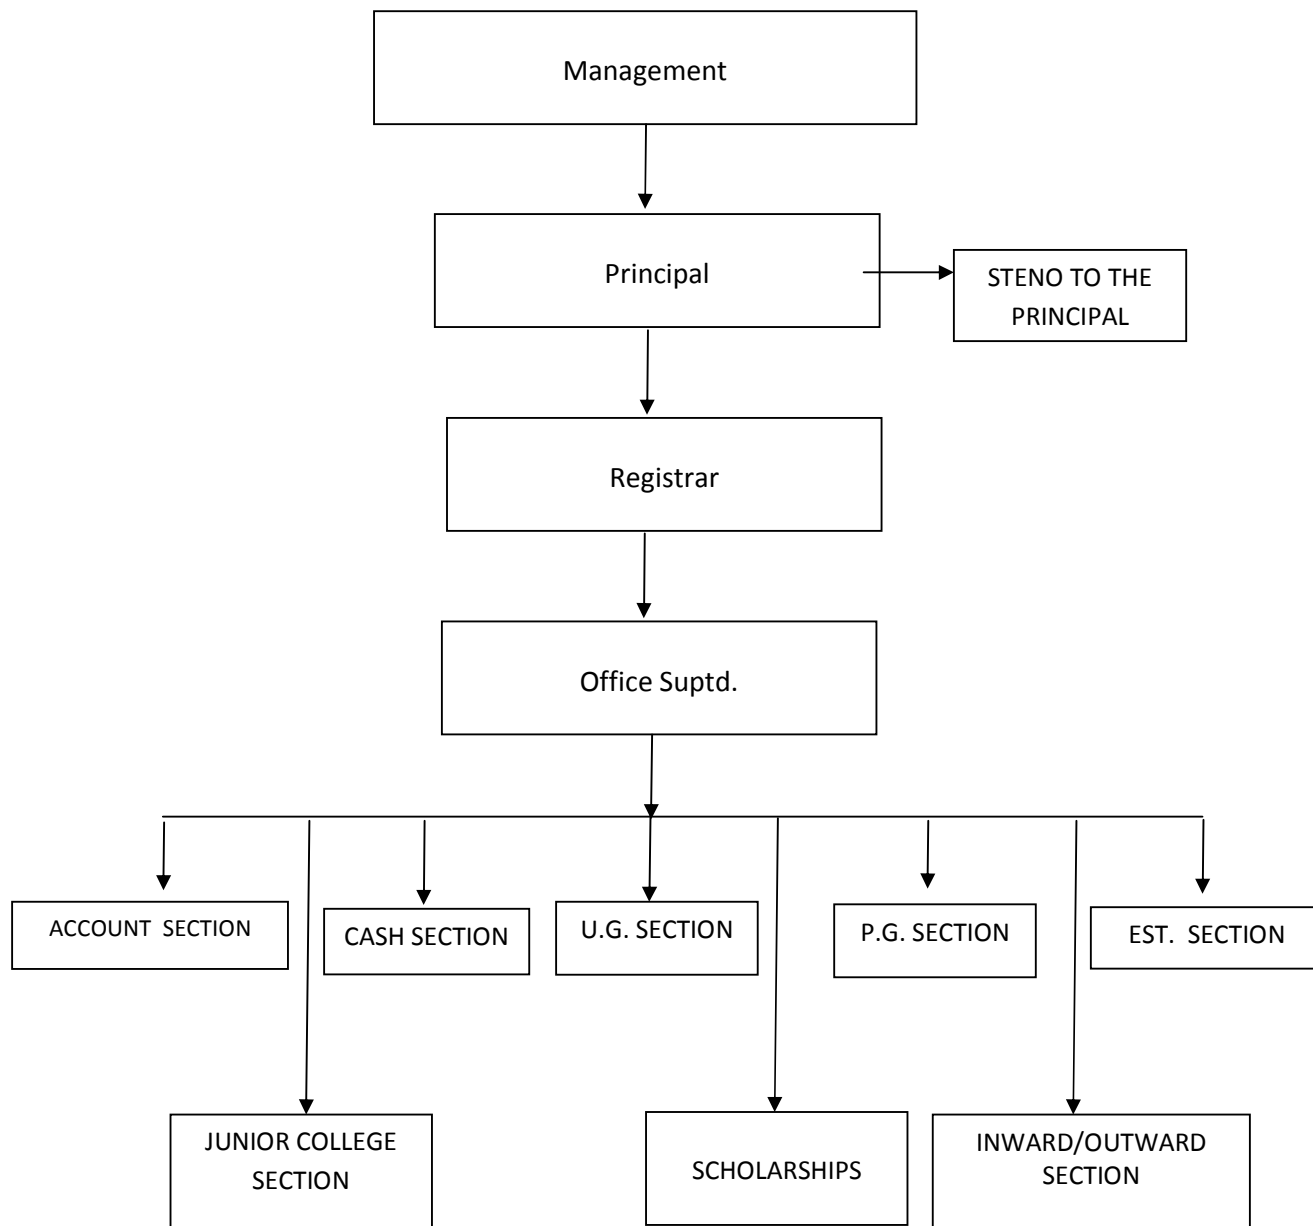 Management
Principal
STENO TO THE
PRINCIPAL
Registrar
Office Suptd.
ACCOUNT  SECTION
CASH SECTION
U.G. SECTION
P.G. SECTION
EST.  SECTION
JUNIOR COLLEGE
SECTION
SCHOLARSHIPS
INWARD/OUTWARD
SECTION